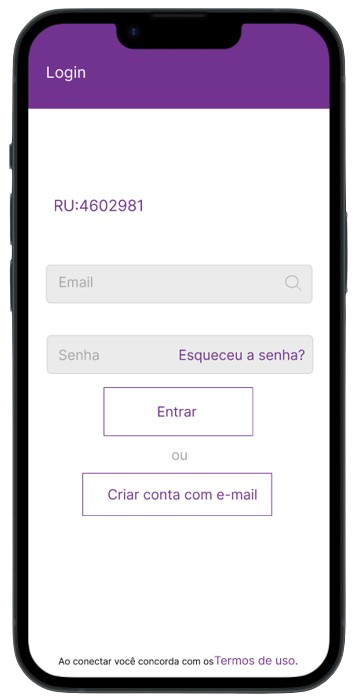 Login
RU:4602981
Email
Senha Esqueceu a senha?
Entrar
ou
Criar conta com e-mail
Ao conectar você concorda com os Termos de uso.